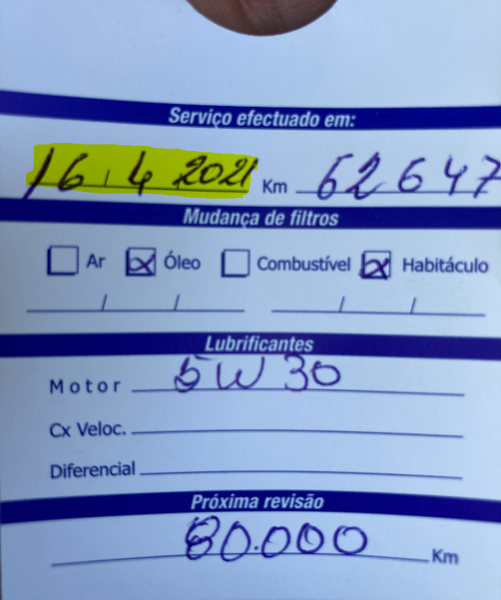 Serviço efectuado em:
16/4 2021 Km 62647
Mudança de filtros
Ar Óleo Combustível Habitáculo
/ / / /
Lubrificantes
Motor 5W30
Cx Veloc.
Diferencial
Próxima revisão
80.000 Km